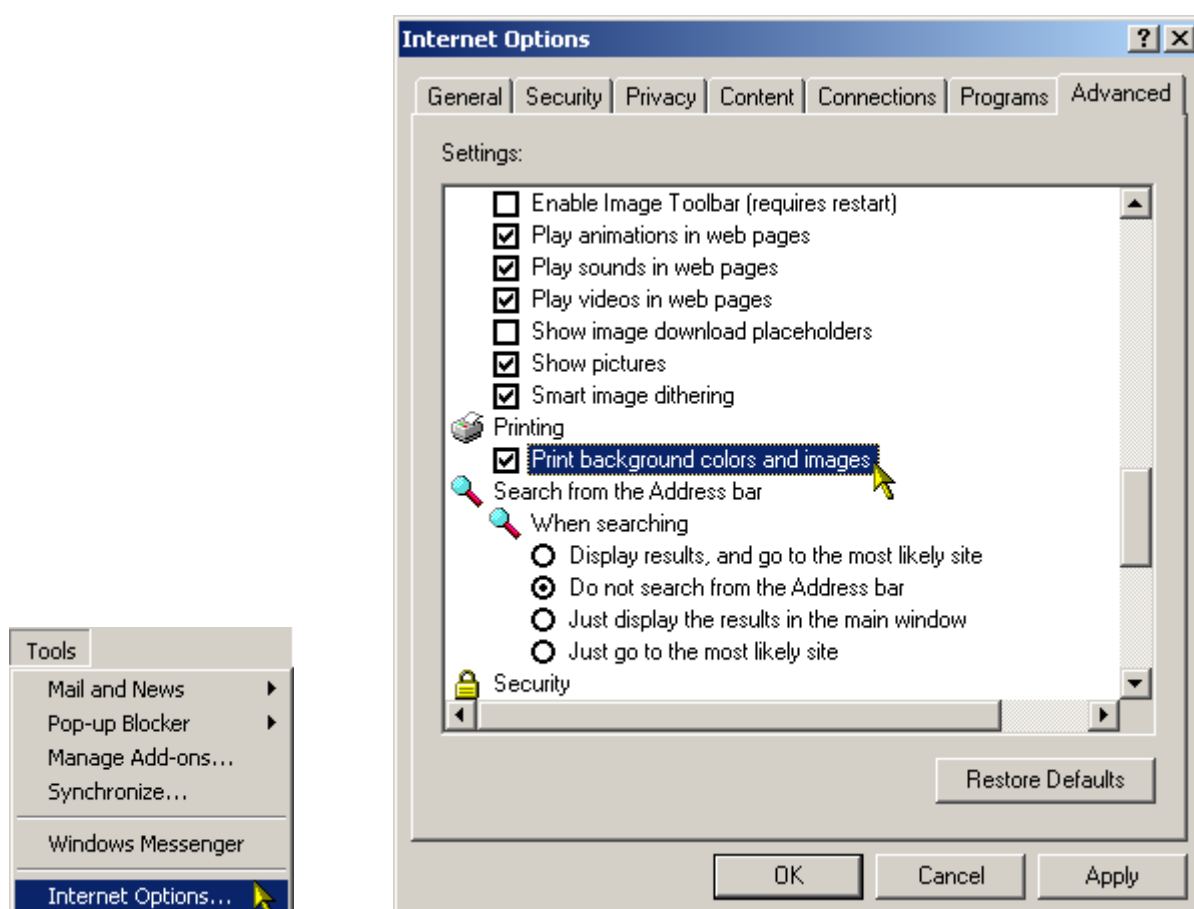 Internet Options
General Security Privacy Content Connections Programs Advanced
Settings:
Enable Image Toolbar (requires restart)
Play animations in web pages
Play sounds in web pages
Play videos in web pages
Show image download placeholders
Show pictures
Smart image dithering
Printing
Print background colors and images
Search from the Address bar
When searching
Display results, and go to the most likely site
Do not search from the Address bar
Just display the results in the main window
Just go to the most likely site
Security
Restore Defaults
OK Cancel Apply
Tools
Mail and News
Pop-up Blocker
Manage Add-ons...
Synchronize...
Windows Messenger
Internet Options...